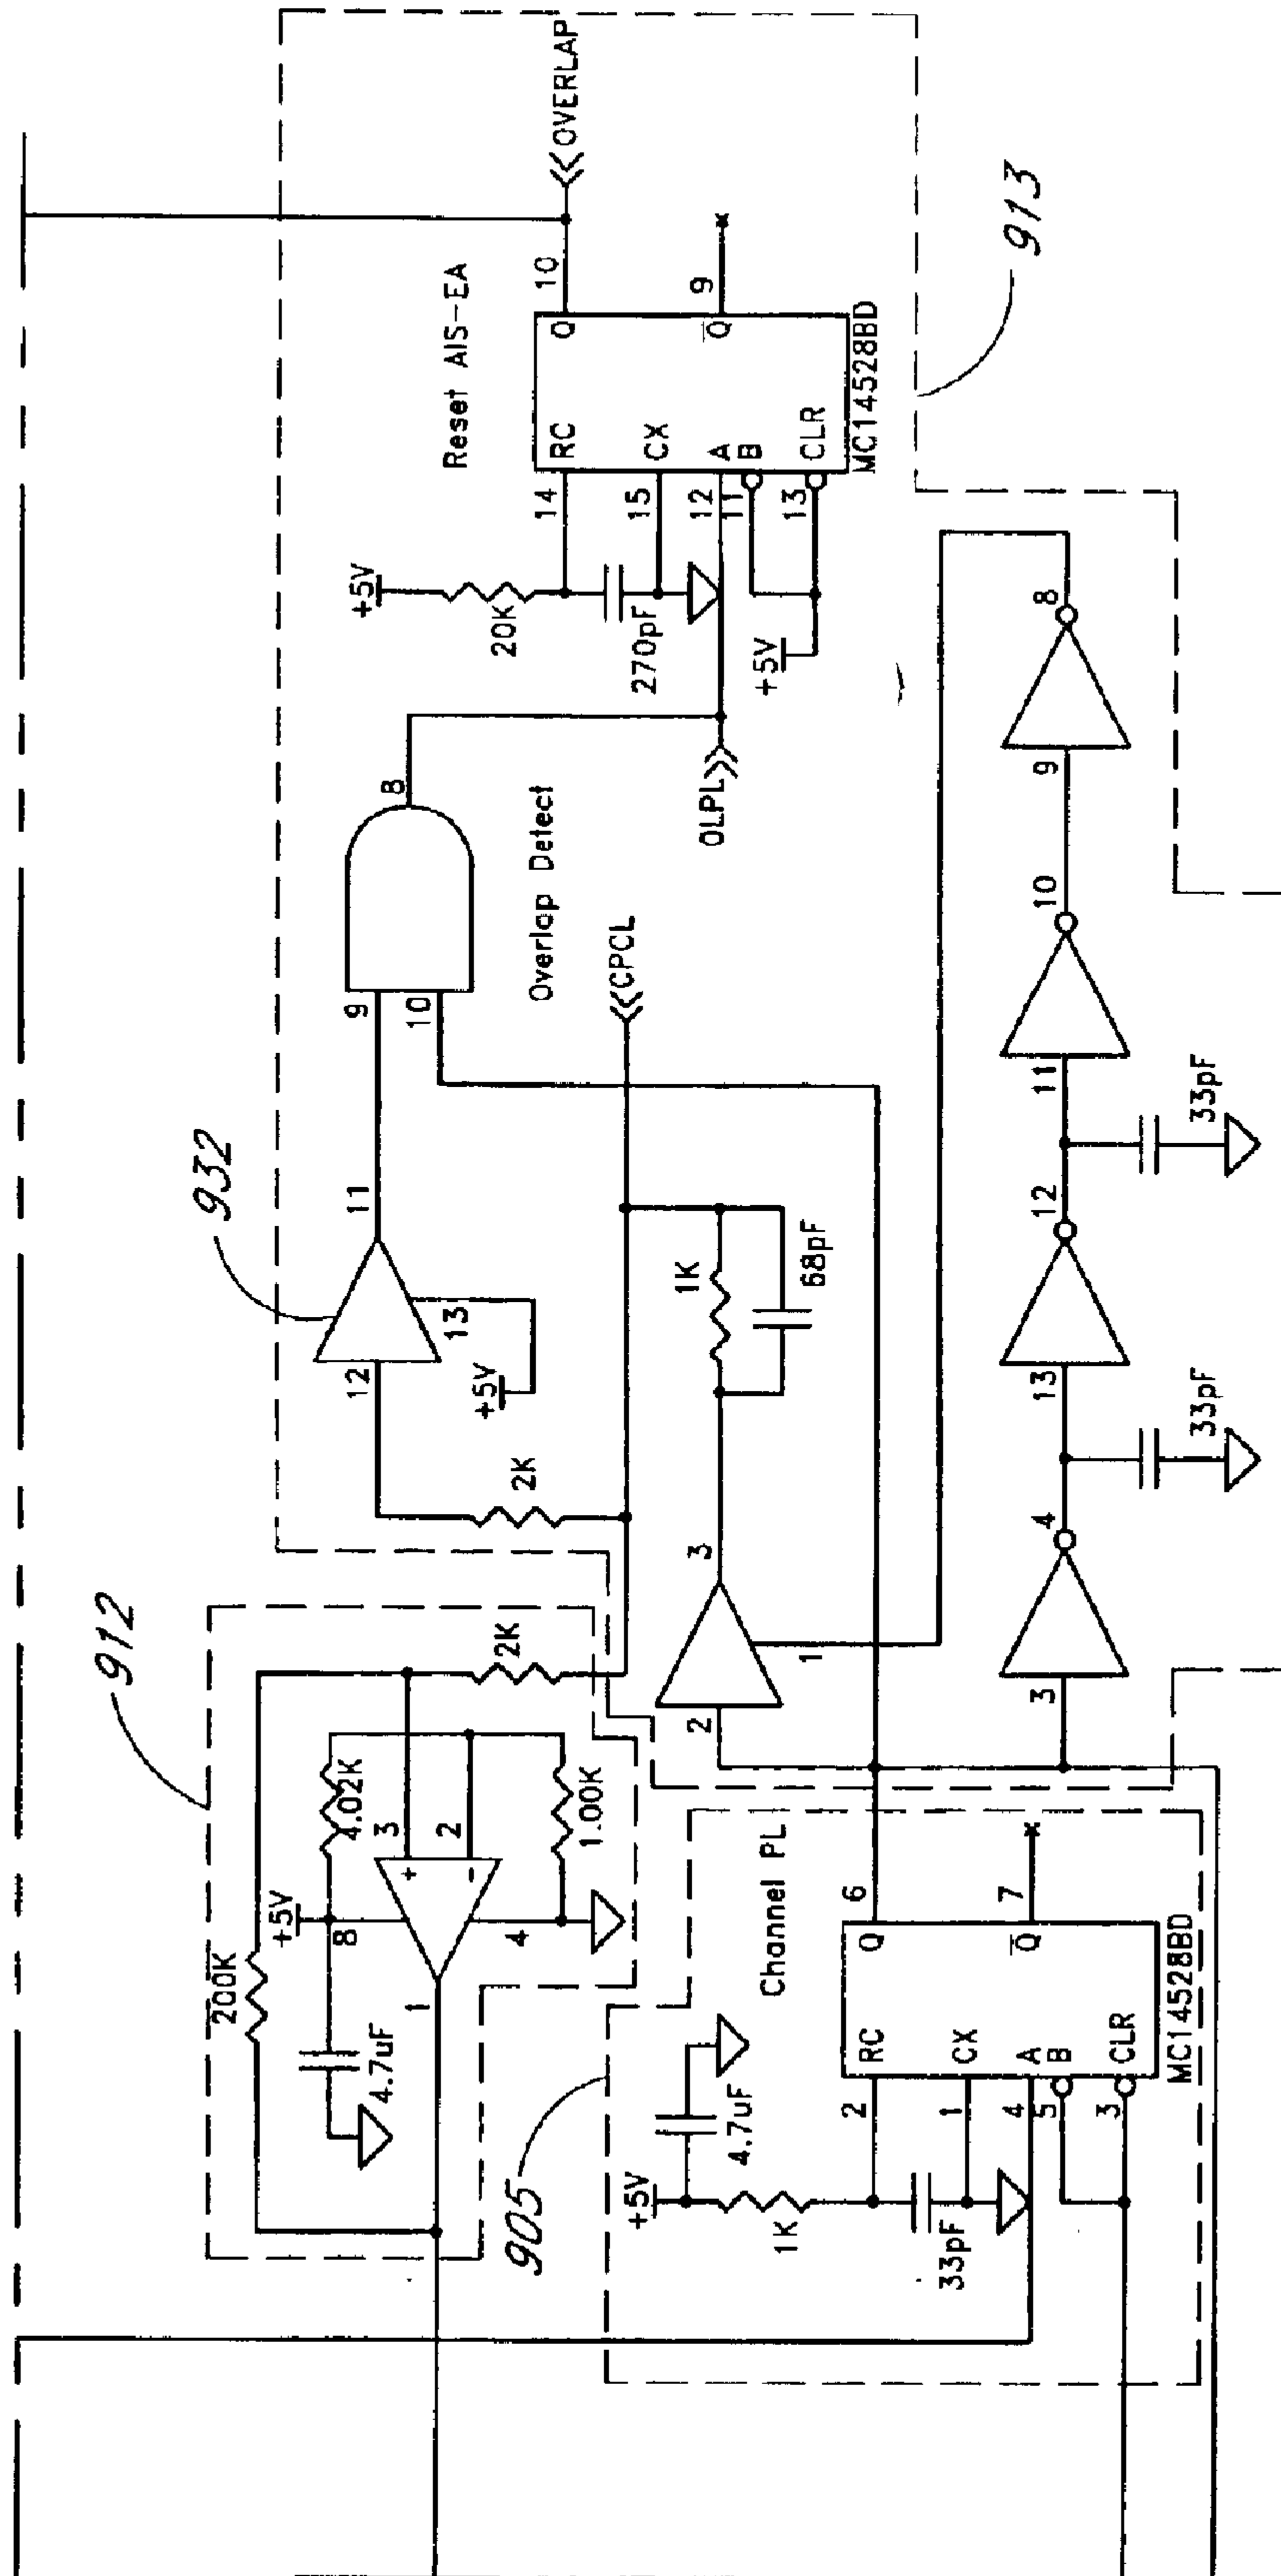 912
200K
+5V
8
4.02K
4.7uF
3
+
2
-
1
4
1.00K
2K
932
2K
12
11
13
+5V
9
10
8
Overlap Detect
<<CPCL
OLPL>>
Reset AIS-EA
+5V
20K
270pF
14
RC
15
CX
12
A
11
B
13
CLR
+5V
Q
10
Q
9
MC14528BD
<<OVERLAP
913
905
+5V
4.7uF
1K
33pF
Channel PL
2
RC
1
CX
4
A
5
B
3
CLR
Q
6
Q
7
MC14528BD
2
3
1
1K
68pF
3
4
33pF
13
12
33pF
11
10
9
8